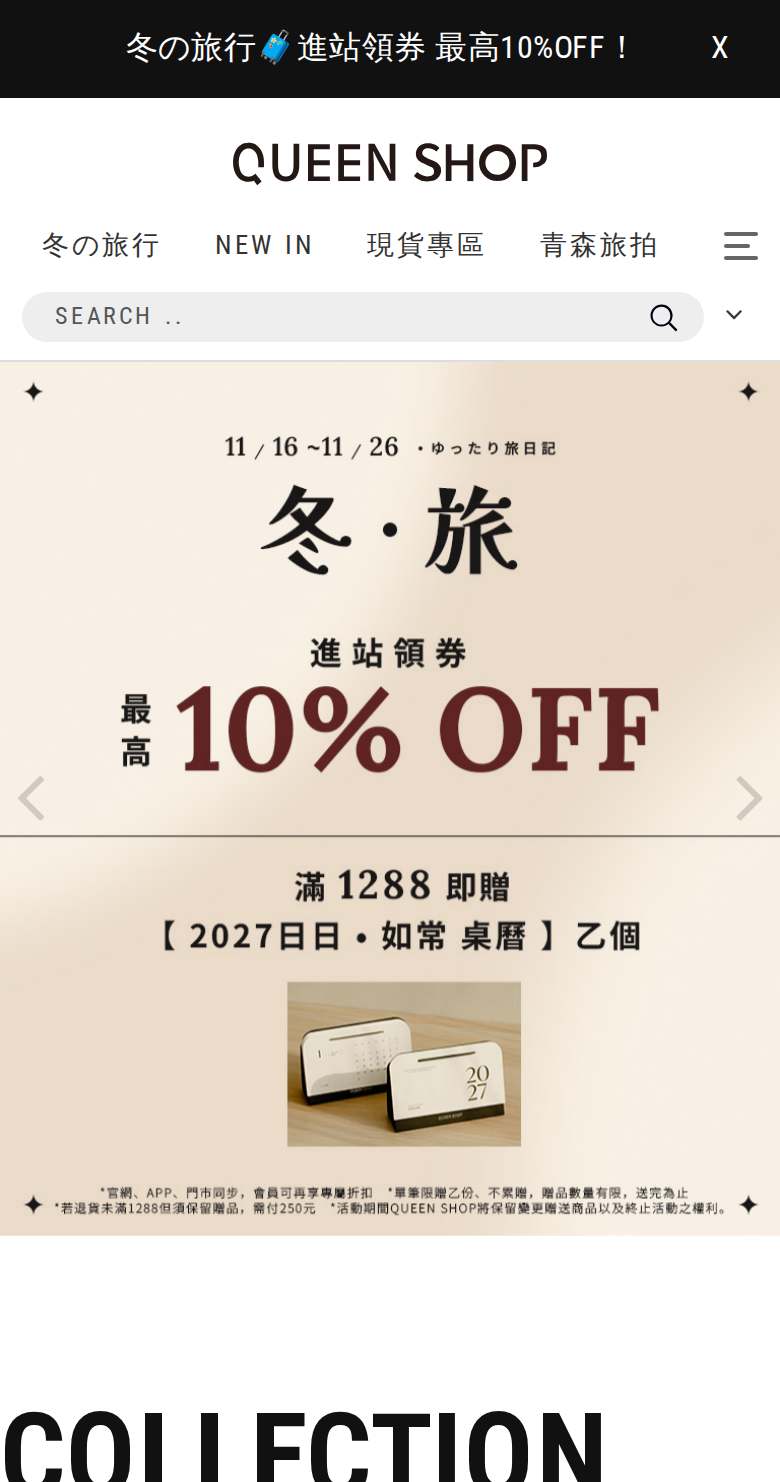 冬の旅行🧳進站領券 最高10%OFF！
X
QUEEN SHOP
冬の旅行 NEW IN 現貨專區 青森旅拍
SEARCH ..
11 / 16 ~11 / 26 ・ゆったり旅日記
冬・旅
進站領券
最高 10% OFF
滿 1288 即贈
【 2027日日 • 如常 桌曆 】乙個
2027
*官網、APP、門市同步，會員可再享專屬折扣 *單筆限贈乙份、不累贈，贈品數量有限，送完為止
*若退貨未滿1288但須保留贈品，需付250元 *活動期間QUEEN SHOP將保留變更贈送商品以及終止活動之權利。
COLLECTION